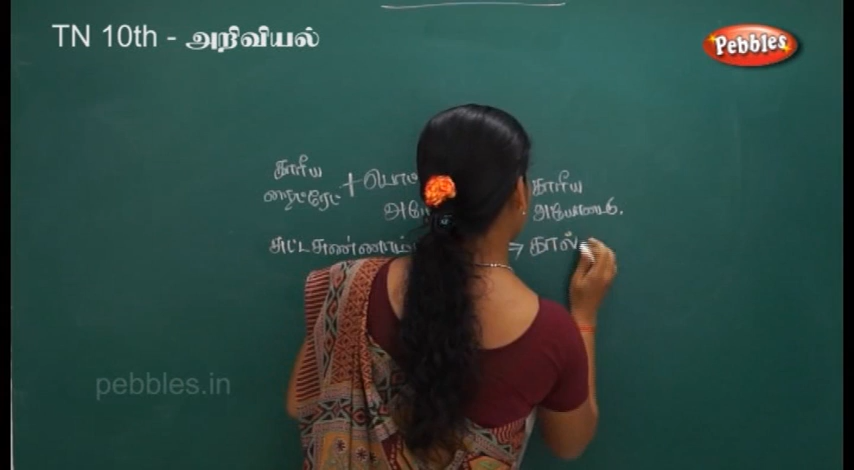 TN 10th - அறிவியல்
Pebbles
காரிய
நைட்ரேட் +
காரிய
அயோடைடு.
சுட்டசுண்ணாம்
→ கால்
pebbles.in